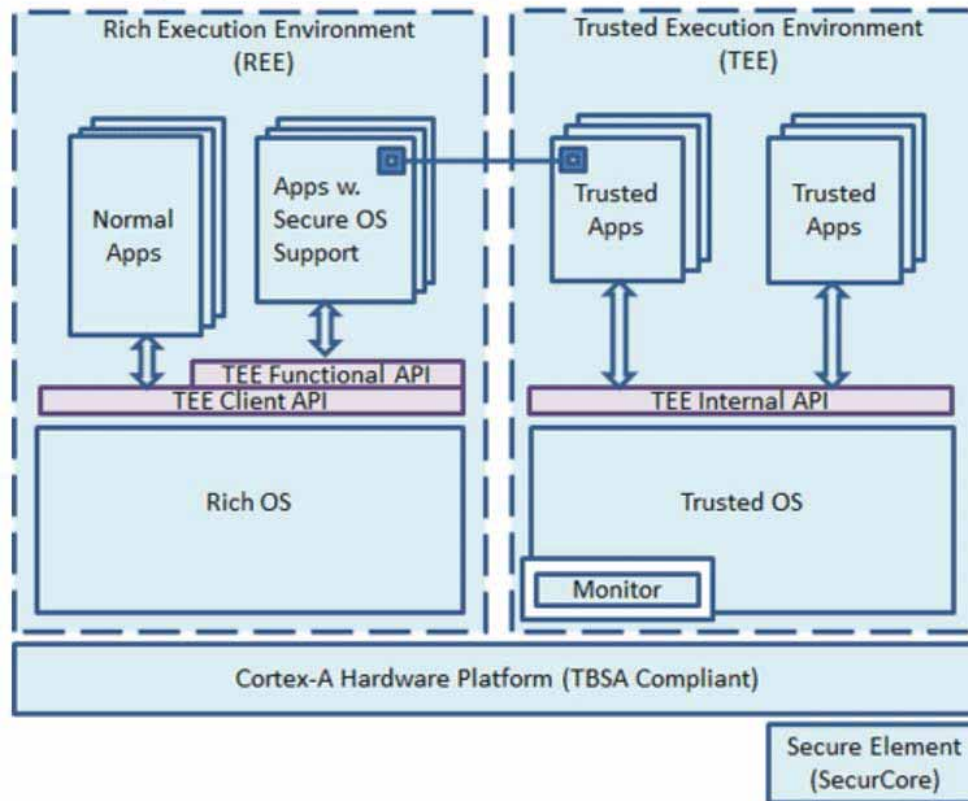 Rich Execution Environment
(REE)
Trusted Execution Environment
(TEE)
Normal
Apps
Apps w.
Secure OS
Support
Trusted
Apps
Trusted
Apps
TEE Functional API
TEE Client API
TEE Internal API
Rich OS
Trusted OS
Monitor
Cortex-A Hardware Platform (TBSA Compliant)
Secure Element
(SecurCore)